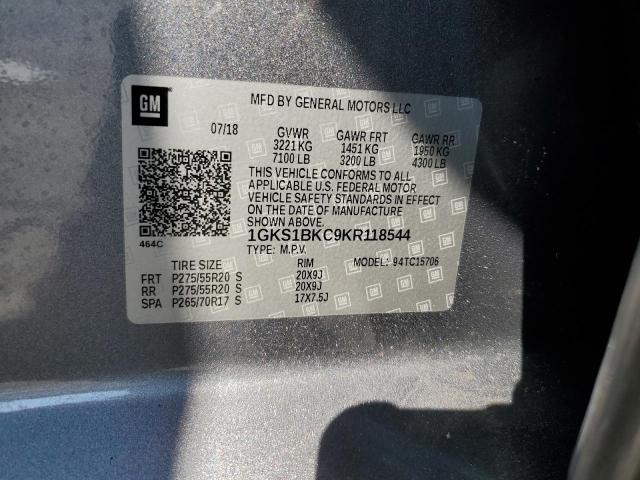 GM
MFD BY GENERAL MOTORS LLC
07/18 GVWR GAWR FRT GAWR RR
3221 KG 1451 KG 1950 KG
7100 LB 3200 LB 4300 LB
THIS VEHICLE CONFORMS TO ALL
APPLICABLE U.S. FEDERAL MOTOR
VEHICLE SAFETY STANDARDS IN EFFECT
ON THE DATE OF MANUFACTURE
SHOWN ABOVE.
464C
1GKS1BKC9KR118544
TYPE: M.P.V. MODEL: 94TC15706
TIRE SIZE RIM
FRT P275/55R20 S 20X9J
RR P275/55R20 S 20X9J
SPA P265/70R17 S 17X7.5J